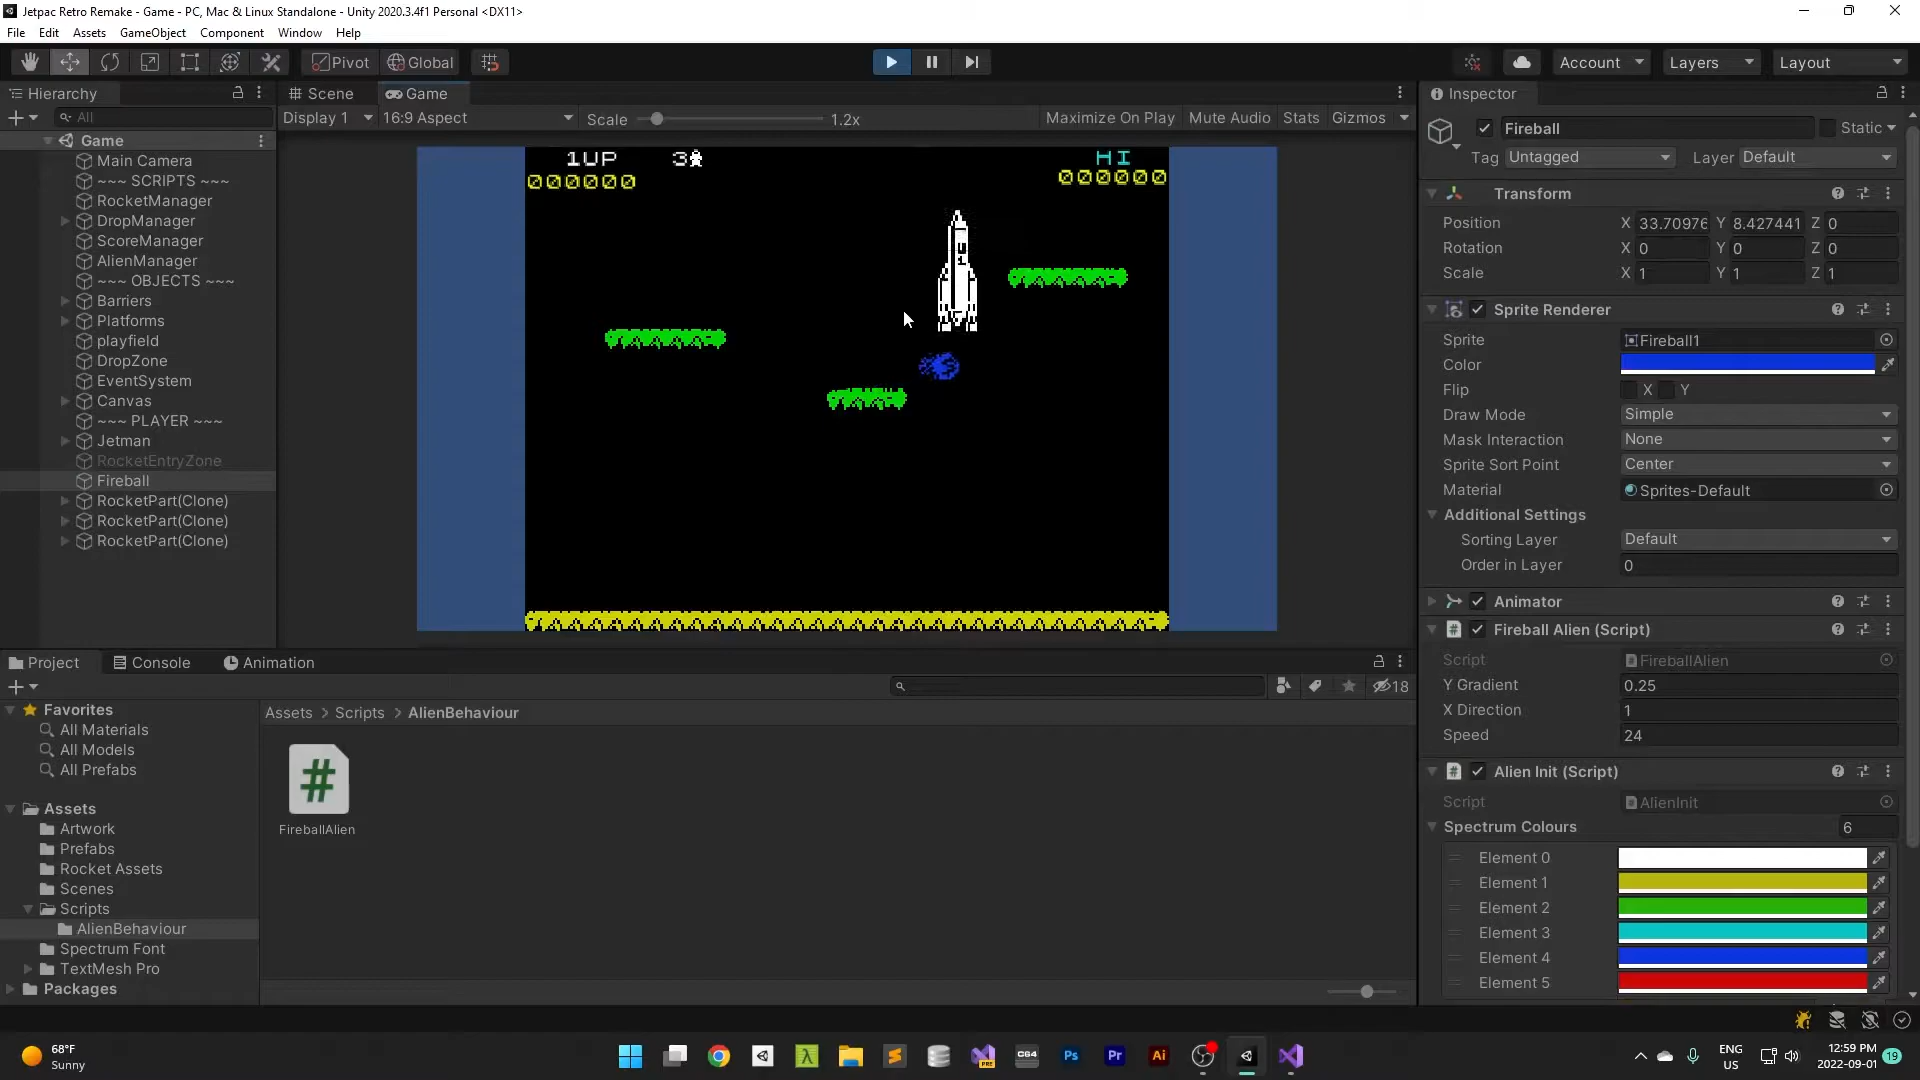 Jetpac Retro Remake - Game - PC, Mac & Linux Standalone - Unity 2020.3.4f1 Personal <DX11>
File Edit Assets GameObject Component Window Help
Pivot Global Account Layers Layout
Hierarchy
All
Game
Main Camera
~~~ SCRIPTS ~~~
RocketManager
DropManager
ScoreManager
AlienManager
~~~ OBJECTS ~~~
Barriers
Platforms
playfield
DropZone
EventSystem
Canvas
~~~ PLAYER ~~~
Jetman
RocketEntryZone
Fireball
RocketPart(Clone)
RocketPart(Clone)
RocketPart(Clone)
Scene Game
Display 1 16:9 Aspect Scale 1.2x Maximize On Play Mute Audio Stats Gizmos
1UP 3 HI
000000 000000
Inspector
Fireball Static
Tag Untagged Layer Default
Transform
Position X 33.70976 Y 8.427441 Z 0
Rotation X 0 Y 0 Z 0
Scale X 1 Y 1 Z 1
Sprite Renderer
Sprite Fireball1
Color
Flip X Y
Draw Mode Simple
Mask Interaction None
Sprite Sort Point Center
Material Sprites-Default
Additional Settings
Sorting Layer Default
Order in Layer 0
Animator
Fireball Alien (Script)
Script FireballAlien
Y Gradient 0.25
X Direction 1
Speed 24
Alien Init (Script)
Script AlienInit
Spectrum Colours 6
Element 0
Element 1
Element 2
Element 3
Element 4
Element 5
Project Console Animation
18
Favorites
All Materials
All Models
All Prefabs
Assets
Artwork
Prefabs
Rocket Assets
Scenes
Scripts
AlienBehaviour
Spectrum Font
TextMesh Pro
Packages
Assets > Scripts > AlienBehaviour
#
FireballAlien
68°F
Sunny
PRE
CG4
Ps
Pr
Ai
ENG
US
12:59 PM
2022-09-01
19